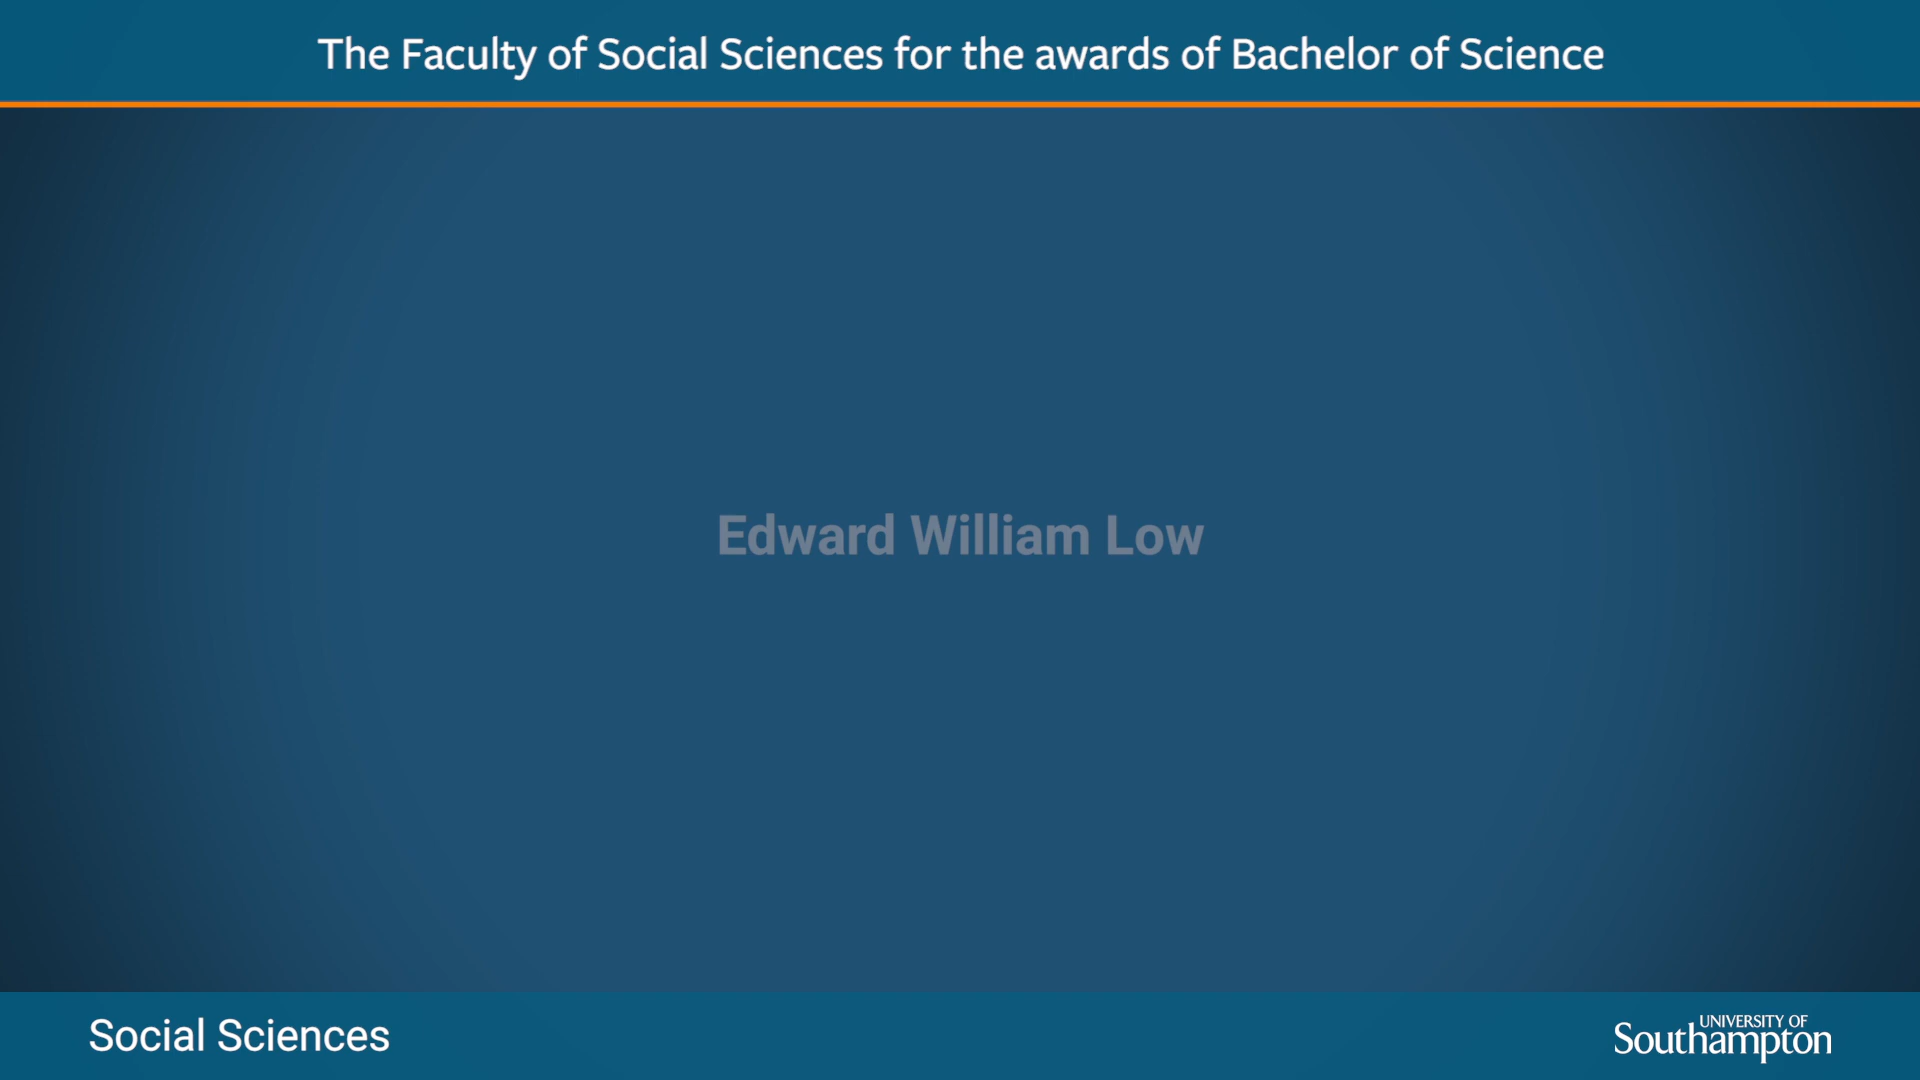 The Faculty of Social Sciences for the awards of Bachelor of Science
Edward William Low
Social Sciences
UNIVERSITY OF
Southampton